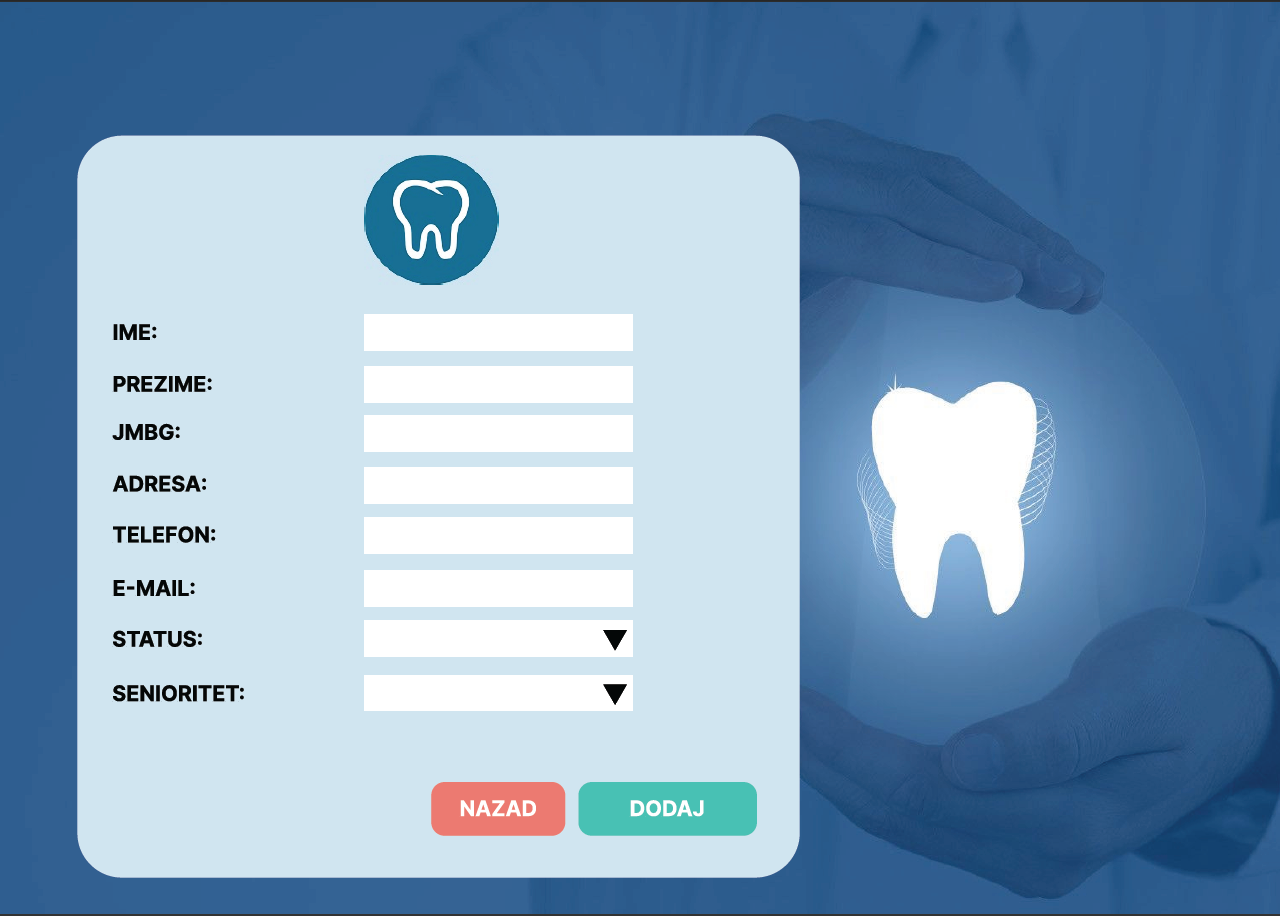 IME:
PREZIME:
JMBG:
ADRESA:
TELEFON:
E-MAIL:
STATUS:
SENIORITET:
NAZAD
DODAJ